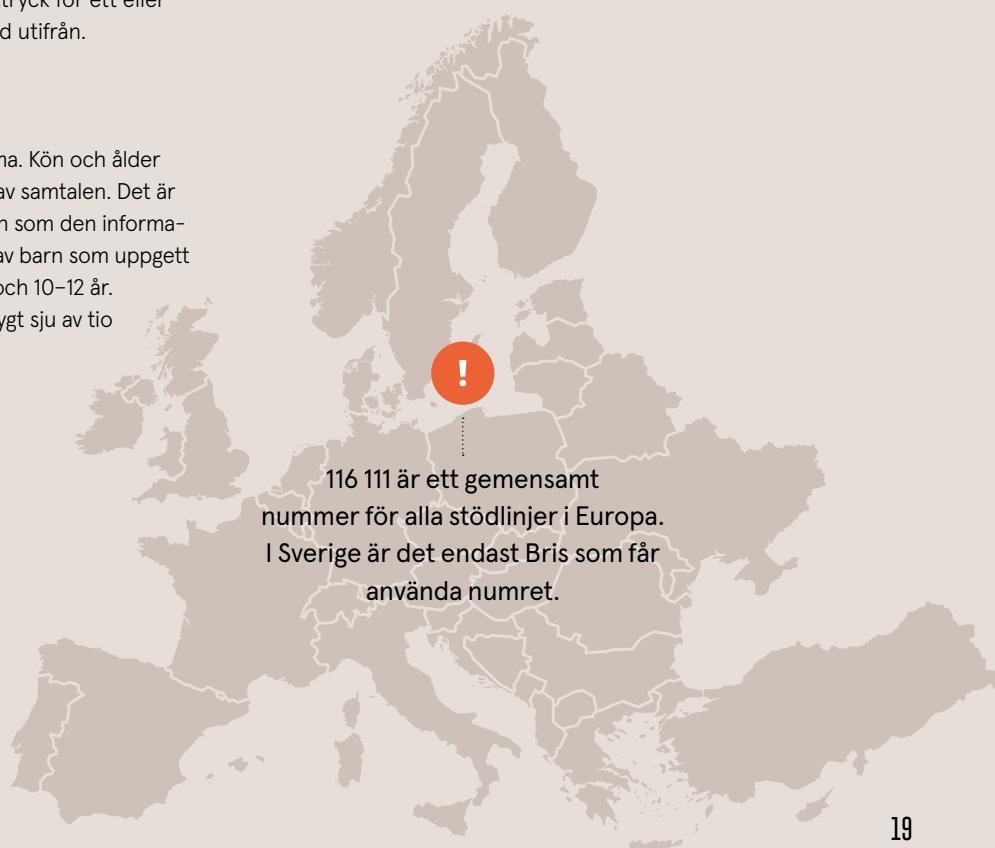 tryck för ett eller
d utifrån.
na. Kön och ålder
av samtalen. Det är
n som den informa-
av barn som uppgett
och 10–12 år.
ygt sju av tio
!
116 111 är ett gemensamt
nummer för alla stödlinjer i Europa.
I Sverige är det endast Bris som får
använda numret.
19